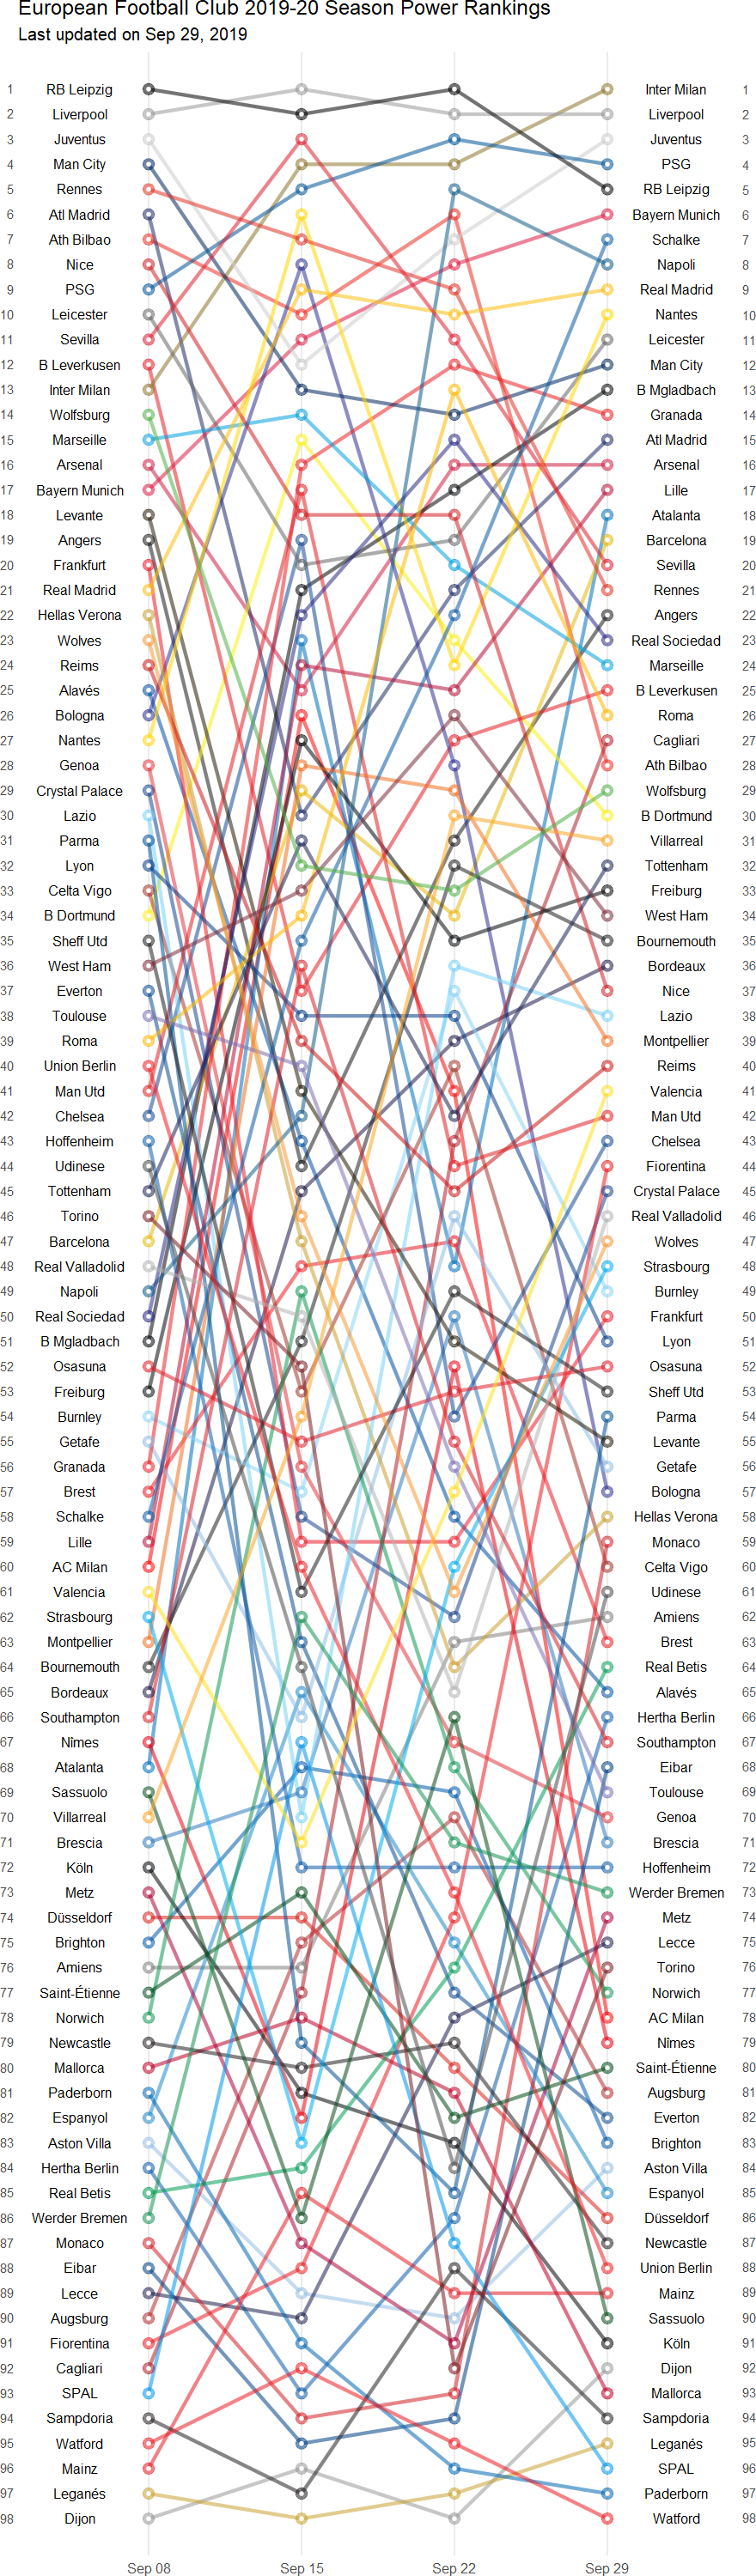 European Football Club 2019-20 Season Power Rankings
Last updated on Sep 29, 2019
1 RB Leipzig Inter Milan 1
2 Liverpool Liverpool 2
3 Juventus Juventus 3
4 Man City PSG 4
5 Rennes RB Leipzig 5
6 Atl Madrid Bayern Munich 6
7 Ath Bilbao Schalke 7
8 Nice Napoli 8
9 PSG Real Madrid 9
10 Leicester Nantes 10
11 Sevilla Leicester 11
12 B Leverkusen Man City 12
13 Inter Milan B Mgladbach 13
14 Wolfsburg Granada 14
15 Marseille Atl Madrid 15
16 Arsenal Arsenal 16
17 Bayern Munich Lille 17
18 Levante Atalanta 18
19 Angers Barcelona 19
20 Frankfurt Sevilla 20
21 Real Madrid Rennes 21
22 Hellas Verona Angers 22
23 Wolves Real Sociedad 23
24 Reims Marseille 24
25 Alavés B Leverkusen 25
26 Bologna Roma 26
27 Nantes Cagliari 27
28 Genoa Ath Bilbao 28
29 Crystal Palace Wolfsburg 29
30 Lazio B Dortmund 30
31 Parma Villarreal 31
32 Lyon Tottenham 32
33 Celta Vigo Freiburg 33
34 B Dortmund West Ham 34
35 Sheff Utd Bournemouth 35
36 West Ham Bordeaux 36
37 Everton Nice 37
38 Toulouse Lazio 38
39 Roma Montpellier 39
40 Union Berlin Reims 40
41 Man Utd Valencia 41
42 Chelsea Man Utd 42
43 Hoffenheim Chelsea 43
44 Udinese Fiorentina 44
45 Tottenham Crystal Palace 45
46 Torino Real Valladolid 46
47 Barcelona Wolves 47
48 Real Valladolid Strasbourg 48
49 Napoli Burnley 49
50 Real Sociedad Frankfurt 50
51 B Mgladbach Lyon 51
52 Osasuna Osasuna 52
53 Freiburg Sheff Utd 53
54 Burnley Parma 54
55 Getafe Levante 55
56 Granada Getafe 56
57 Brest Bologna 57
58 Schalke Hellas Verona 58
59 Lille Monaco 59
60 AC Milan Celta Vigo 60
61 Valencia Udinese 61
62 Strasbourg Amiens 62
63 Montpellier Brest 63
64 Bournemouth Real Betis 64
65 Bordeaux Alavés 65
66 Southampton Hertha Berlin 66
67 Nîmes Southampton 67
68 Atalanta Eibar 68
69 Sassuolo Toulouse 69
70 Villarreal Genoa 70
71 Brescia Brescia 71
72 Köln Hoffenheim 72
73 Metz Werder Bremen 73
74 Düsseldorf Metz 74
75 Brighton Lecce 75
76 Amiens Torino 76
77 Saint-Étienne Norwich 77
78 Norwich AC Milan 78
79 Newcastle Nîmes 79
80 Mallorca Saint-Étienne 80
81 Paderborn Augsburg 81
82 Espanyol Everton 82
83 Aston Villa Brighton 83
84 Hertha Berlin Aston Villa 84
85 Real Betis Espanyol 85
86 Werder Bremen Düsseldorf 86
87 Monaco Newcastle 87
88 Eibar Union Berlin 88
89 Lecce Mainz 89
90 Augsburg Sassuolo 90
91 Fiorentina Köln 91
92 Cagliari Dijon 92
93 SPAL Mallorca 93
94 Sampdoria Sampdoria 94
95 Watford Leganés 95
96 Mainz SPAL 96
97 Leganés Paderborn 97
98 Dijon Watford 98
Sep 08 Sep 15 Sep 22 Sep 29